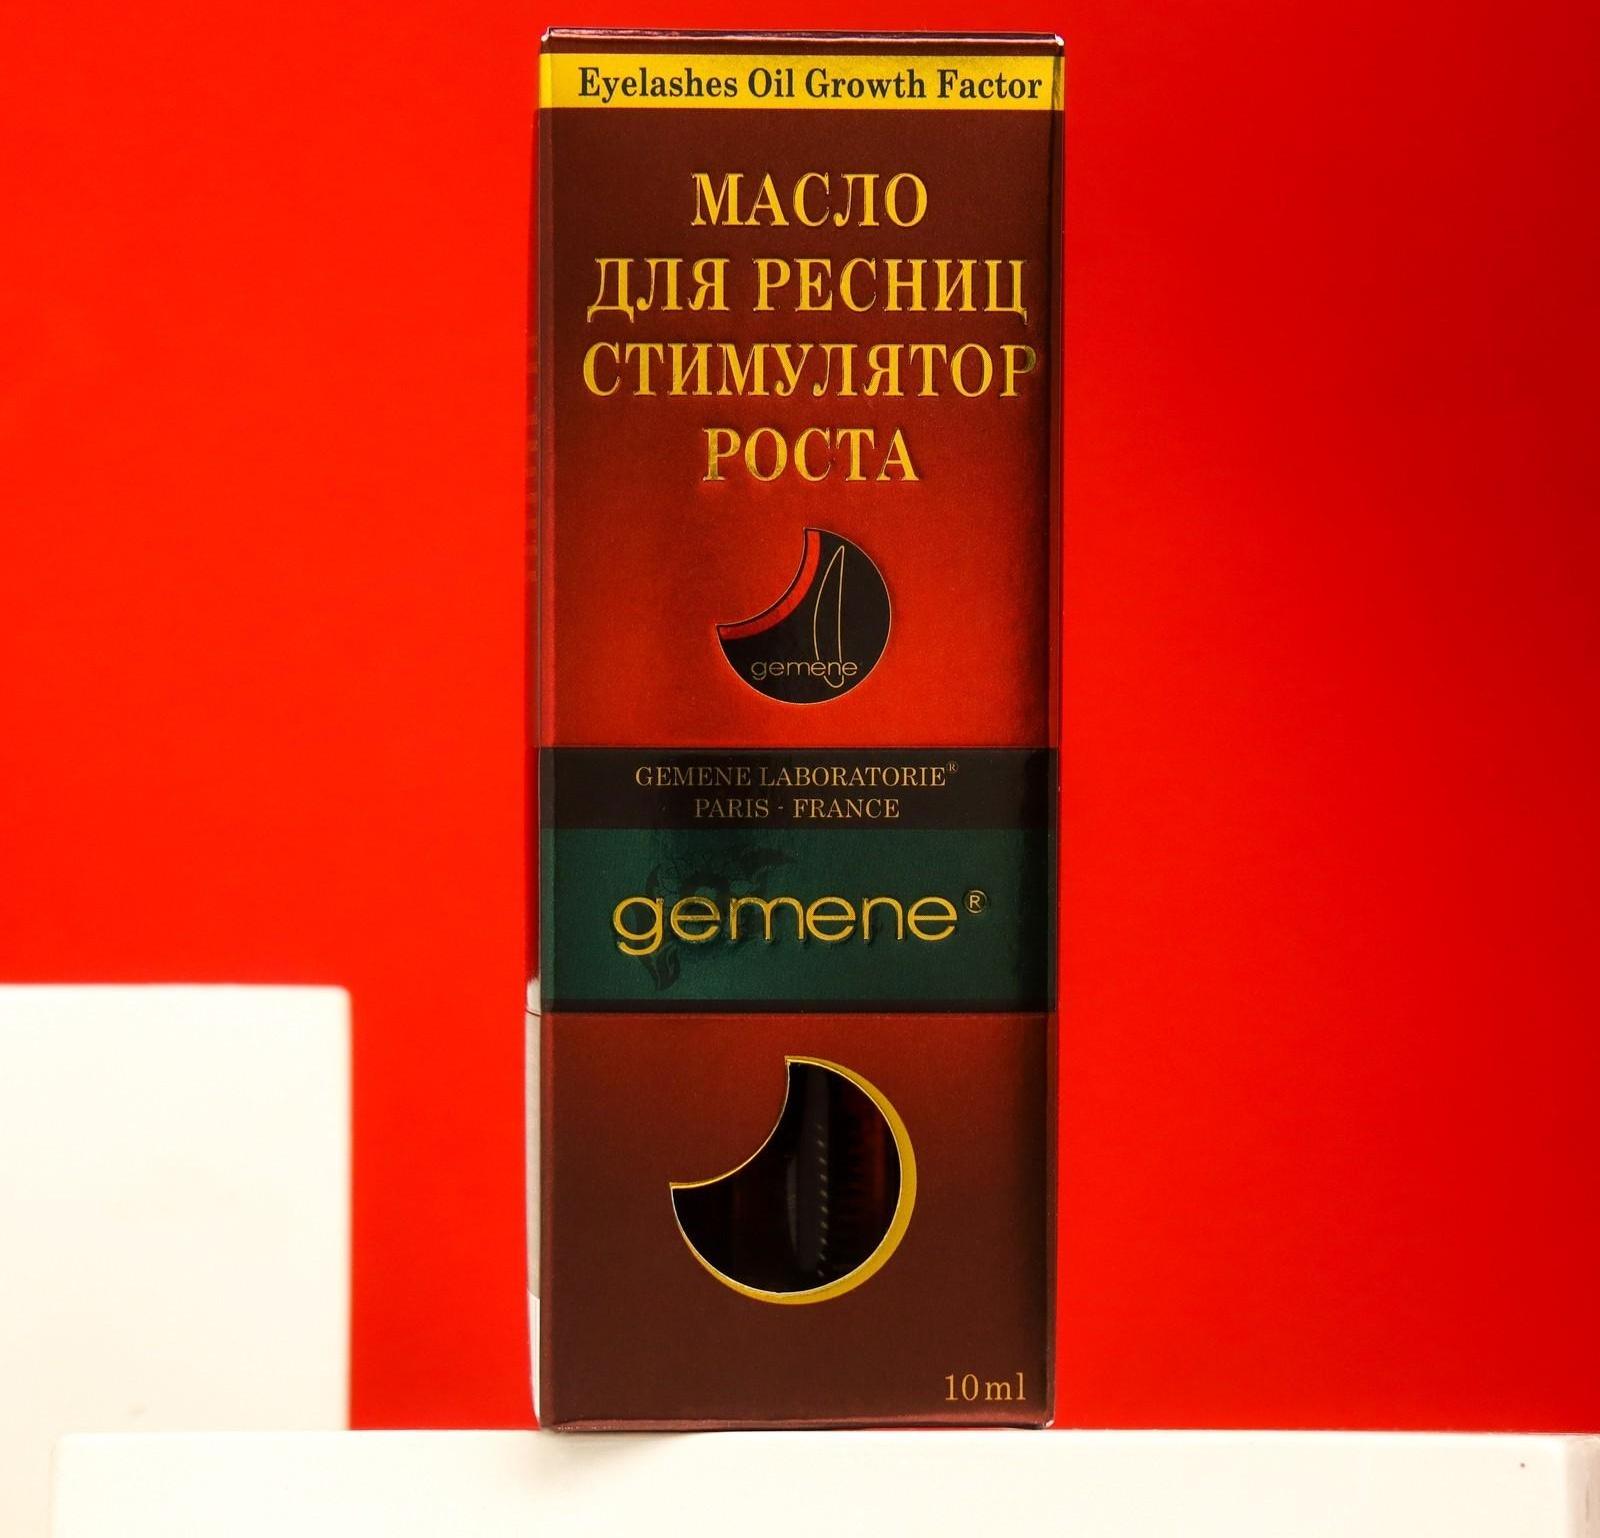 Eyelashes Oil Growth Factor
МАСЛО
ДЛЯ РЕСНИЦ
СТИМУЛЯТОР
РОСТА
gemene
GEMENE LABORATORIE®
PARIS - FRANCE
gemene®
10ml